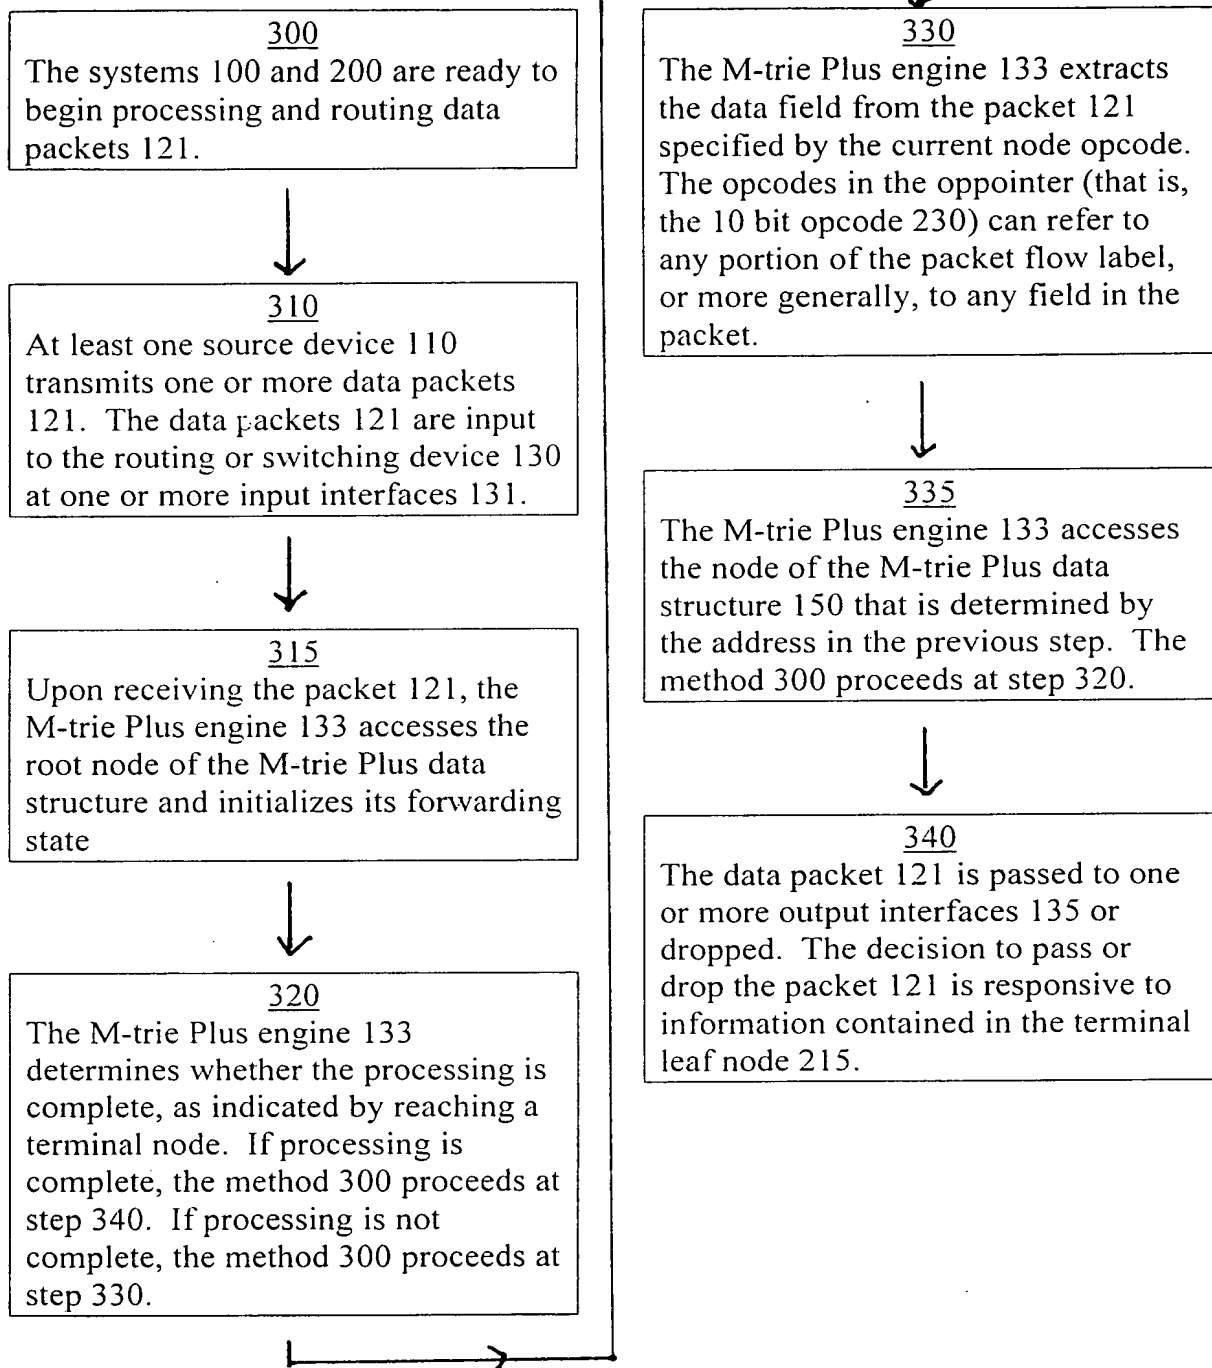 300
The systems 100 and 200 are ready to
begin processing and routing data
packets 121.
310
At least one source device 110
transmits one or more data packets
121. The data packets 121 are input
to the routing or switching device 130
at one or more input interfaces 131.
315
Upon receiving the packet 121, the
M-trie Plus engine 133 accesses the
root node of the M-trie Plus data
structure and initializes its forwarding
state
320
The M-trie Plus engine 133
determines whether the processing is
complete, as indicated by reaching a
terminal node. If processing is
complete, the method 300 proceeds at
step 340. If processing is not
complete, the method 300 proceeds at
step 330.
330
The M-trie Plus engine 133 extracts
the data field from the packet 121
specified by the current node opcode.
The opcodes in the oppointer (that is,
the 10 bit opcode 230) can refer to
any portion of the packet flow label,
or more generally, to any field in the
packet.
335
The M-trie Plus engine 133 accesses
the node of the M-trie Plus data
structure 150 that is determined by
the address in the previous step. The
method 300 proceeds at step 320.
340
The data packet 121 is passed to one
or more output interfaces 135 or
dropped. The decision to pass or
drop the packet 121 is responsive to
information contained in the terminal
leaf node 215.